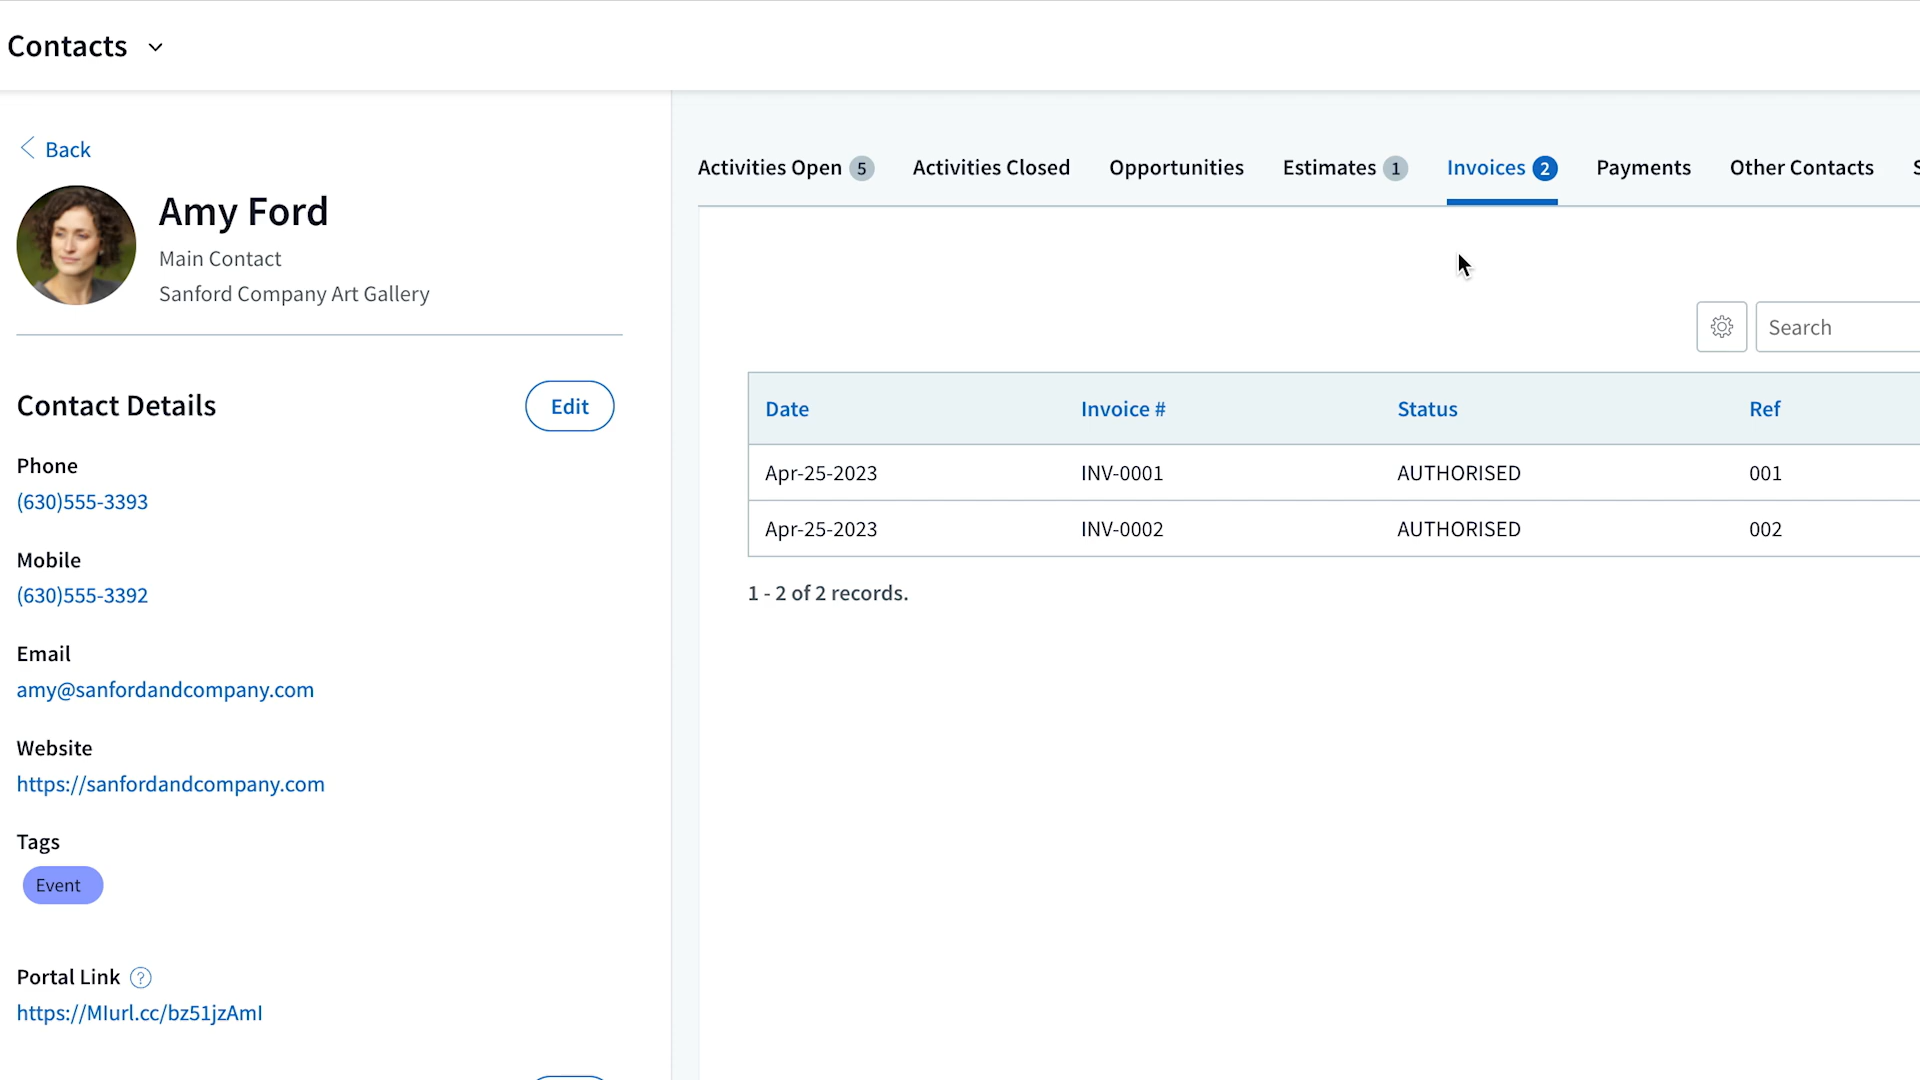 Contacts
Back
Amy Ford
Main Contact
Sanford Company Art Gallery
Contact Details
Edit
Phone
(630)555-3393
Mobile
(630)555-3392
Email
amy@sanfordandcompany.com
Website
https://sanfordandcompany.com
Tags
Event
Portal Link ?
https://MIurl.cc/bz51jzAmI
Activities Open 5 Activities Closed Opportunities Estimates 1 Invoices 2 Payments Other Contacts
Search
Date Invoice # Status Ref
Apr-25-2023 INV-0001 AUTHORISED 001
Apr-25-2023 INV-0002 AUTHORISED 002
1 - 2 of 2 records.